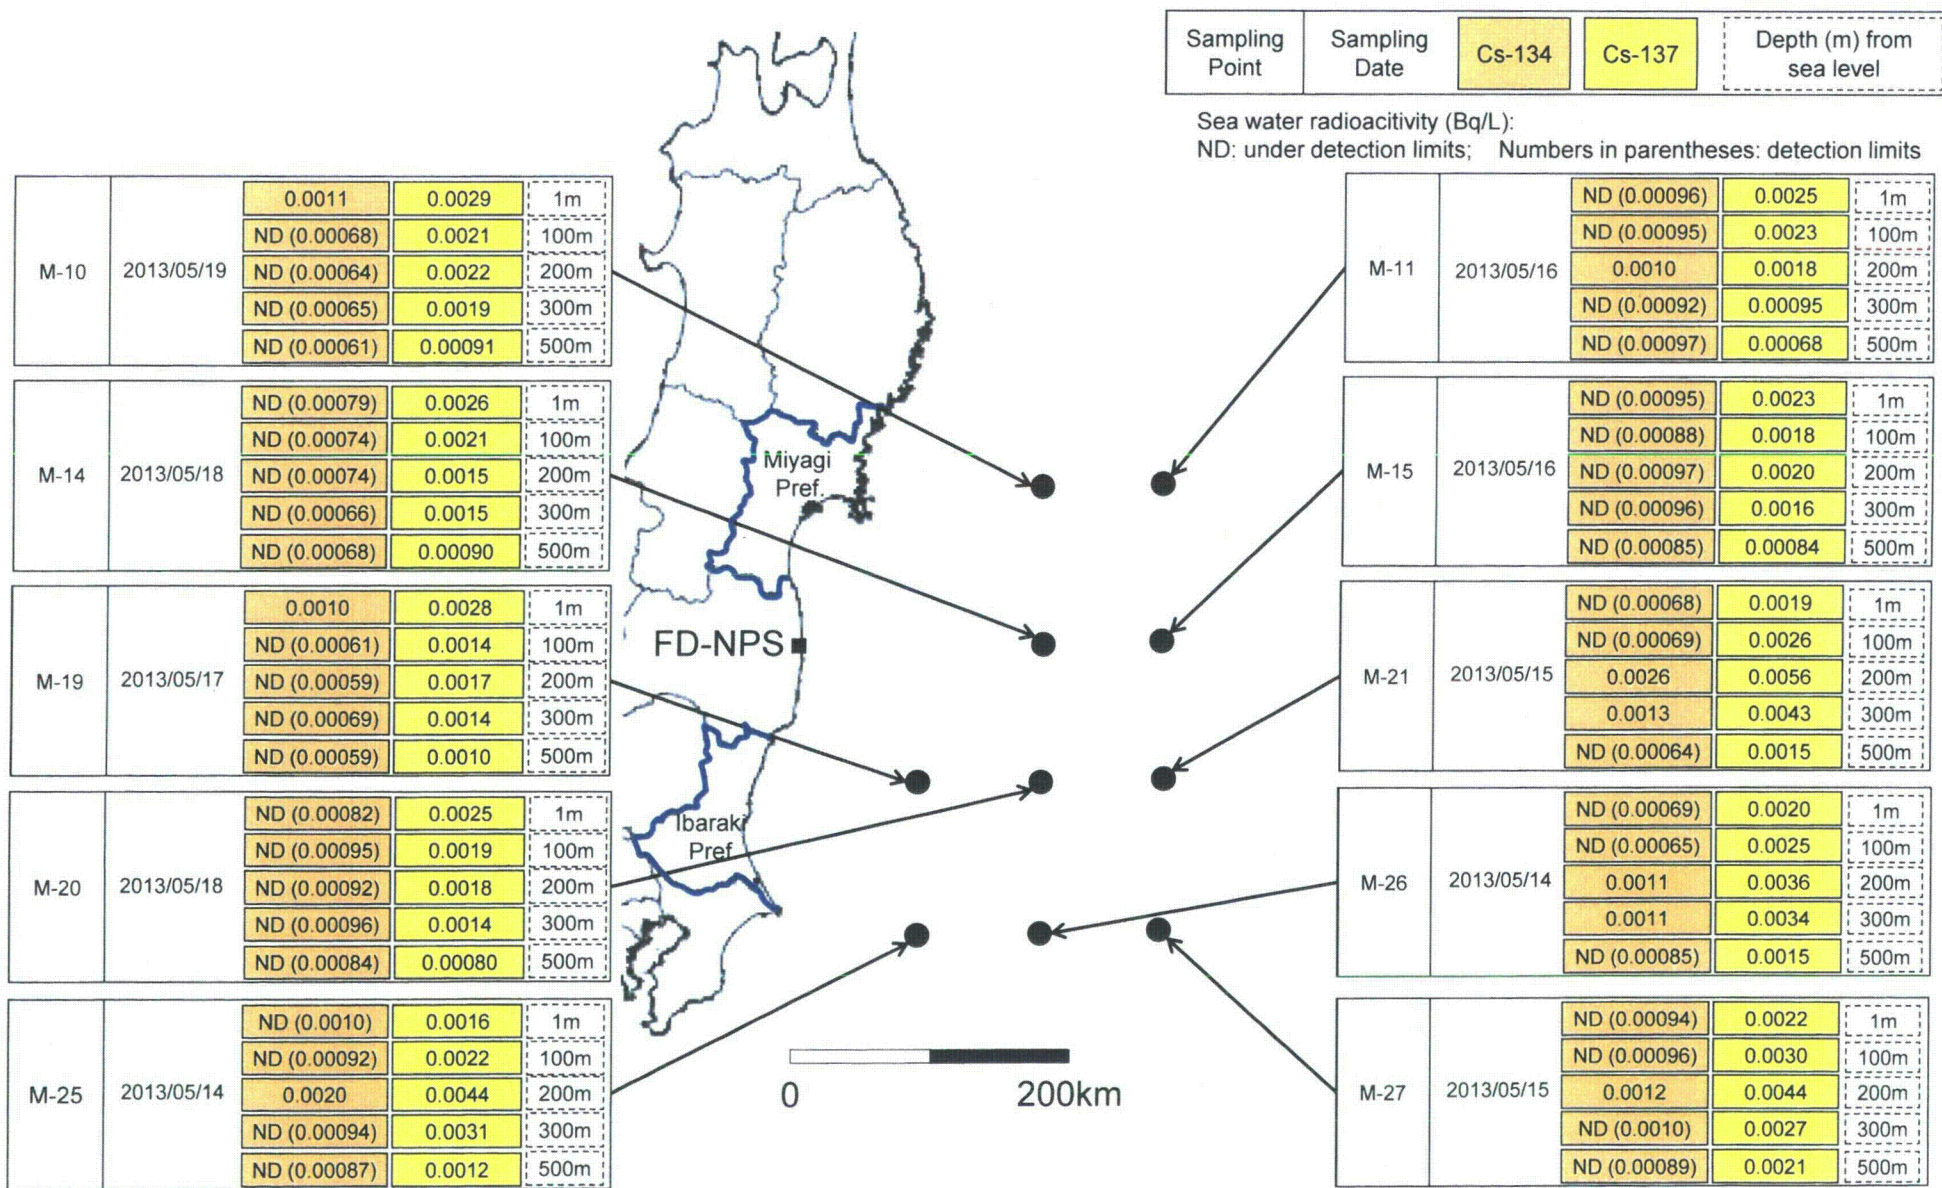 Sampling Point Sampling Date Cs-134 Cs-137 Depth (m) from sea level
Sea water radioacitivity (Bq/L):
ND: under detection limits; Numbers in parentheses: detection limits
M-10 2013/05/19
0.0011 0.0029 1m
ND (0.00068) 0.0021 100m
ND (0.00064) 0.0022 200m
ND (0.00065) 0.0019 300m
ND (0.00061) 0.00091 500m
M-14 2013/05/18
ND (0.00079) 0.0026 1m
ND (0.00074) 0.0021 100m
ND (0.00074) 0.0015 200m
ND (0.00066) 0.0015 300m
ND (0.00068) 0.00090 500m
M-19 2013/05/17
0.0010 0.0028 1m
ND (0.00061) 0.0014 100m
ND (0.00059) 0.0017 200m
ND (0.00069) 0.0014 300m
ND (0.00059) 0.0010 500m
M-20 2013/05/18
ND (0.00082) 0.0025 1m
ND (0.00095) 0.0019 100m
ND (0.00092) 0.0018 200m
ND (0.00096) 0.0014 300m
ND (0.00084) 0.00080 500m
M-25 2013/05/14
ND (0.0010) 0.0016 1m
ND (0.00092) 0.0022 100m
0.0020 0.0044 200m
ND (0.00094) 0.0031 300m
ND (0.00087) 0.0012 500m
Miyagi
Pref.
FD-NPS
Ibaraki
Pref
0 200km
M-11 2013/05/16
ND (0.00096) 0.0025 1m
ND (0.00095) 0.0023 100m
0.0010 0.0018 200m
ND (0.00092) 0.00095 300m
ND (0.00097) 0.00068 500m
M-15 2013/05/16
ND (0.00095) 0.0023 1m
ND (0.00088) 0.0018 100m
ND (0.00097) 0.0020 200m
ND (0.00096) 0.0016 300m
ND (0.00085) 0.00084 500m
M-21 2013/05/15
ND (0.00068) 0.0019 1m
ND (0.00069) 0.0026 100m
0.0026 0.0056 200m
0.0013 0.0043 300m
ND (0.00064) 0.0015 500m
M-26 2013/05/14
ND (0.00069) 0.0020 1m
ND (0.00065) 0.0025 100m
0.0011 0.0036 200m
0.0011 0.0034 300m
ND (0.00085) 0.0015 500m
M-27 2013/05/15
ND (0.00094) 0.0022 1m
ND (0.00096) 0.0030 100m
0.0012 0.0044 200m
ND (0.0010) 0.0027 300m
ND (0.00089) 0.0021 500m